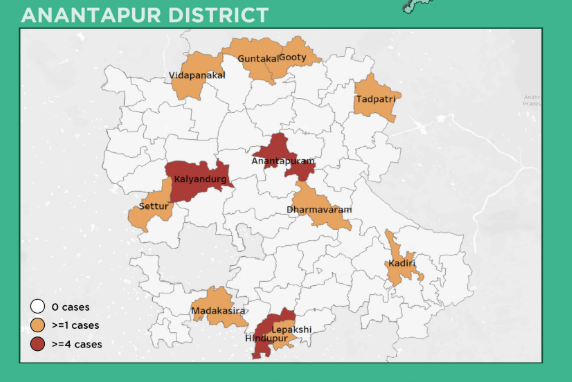 ANANTAPUR DISTRICT
Guntakal
Gooty
Vidapanakal
Tadpatri
Anantapuram
Kalyandurg
Settur
Dharmavaram
Kadiri
Madakasira
Lepakshi
Hindupur
0 cases
>=1 cases
>=4 cases